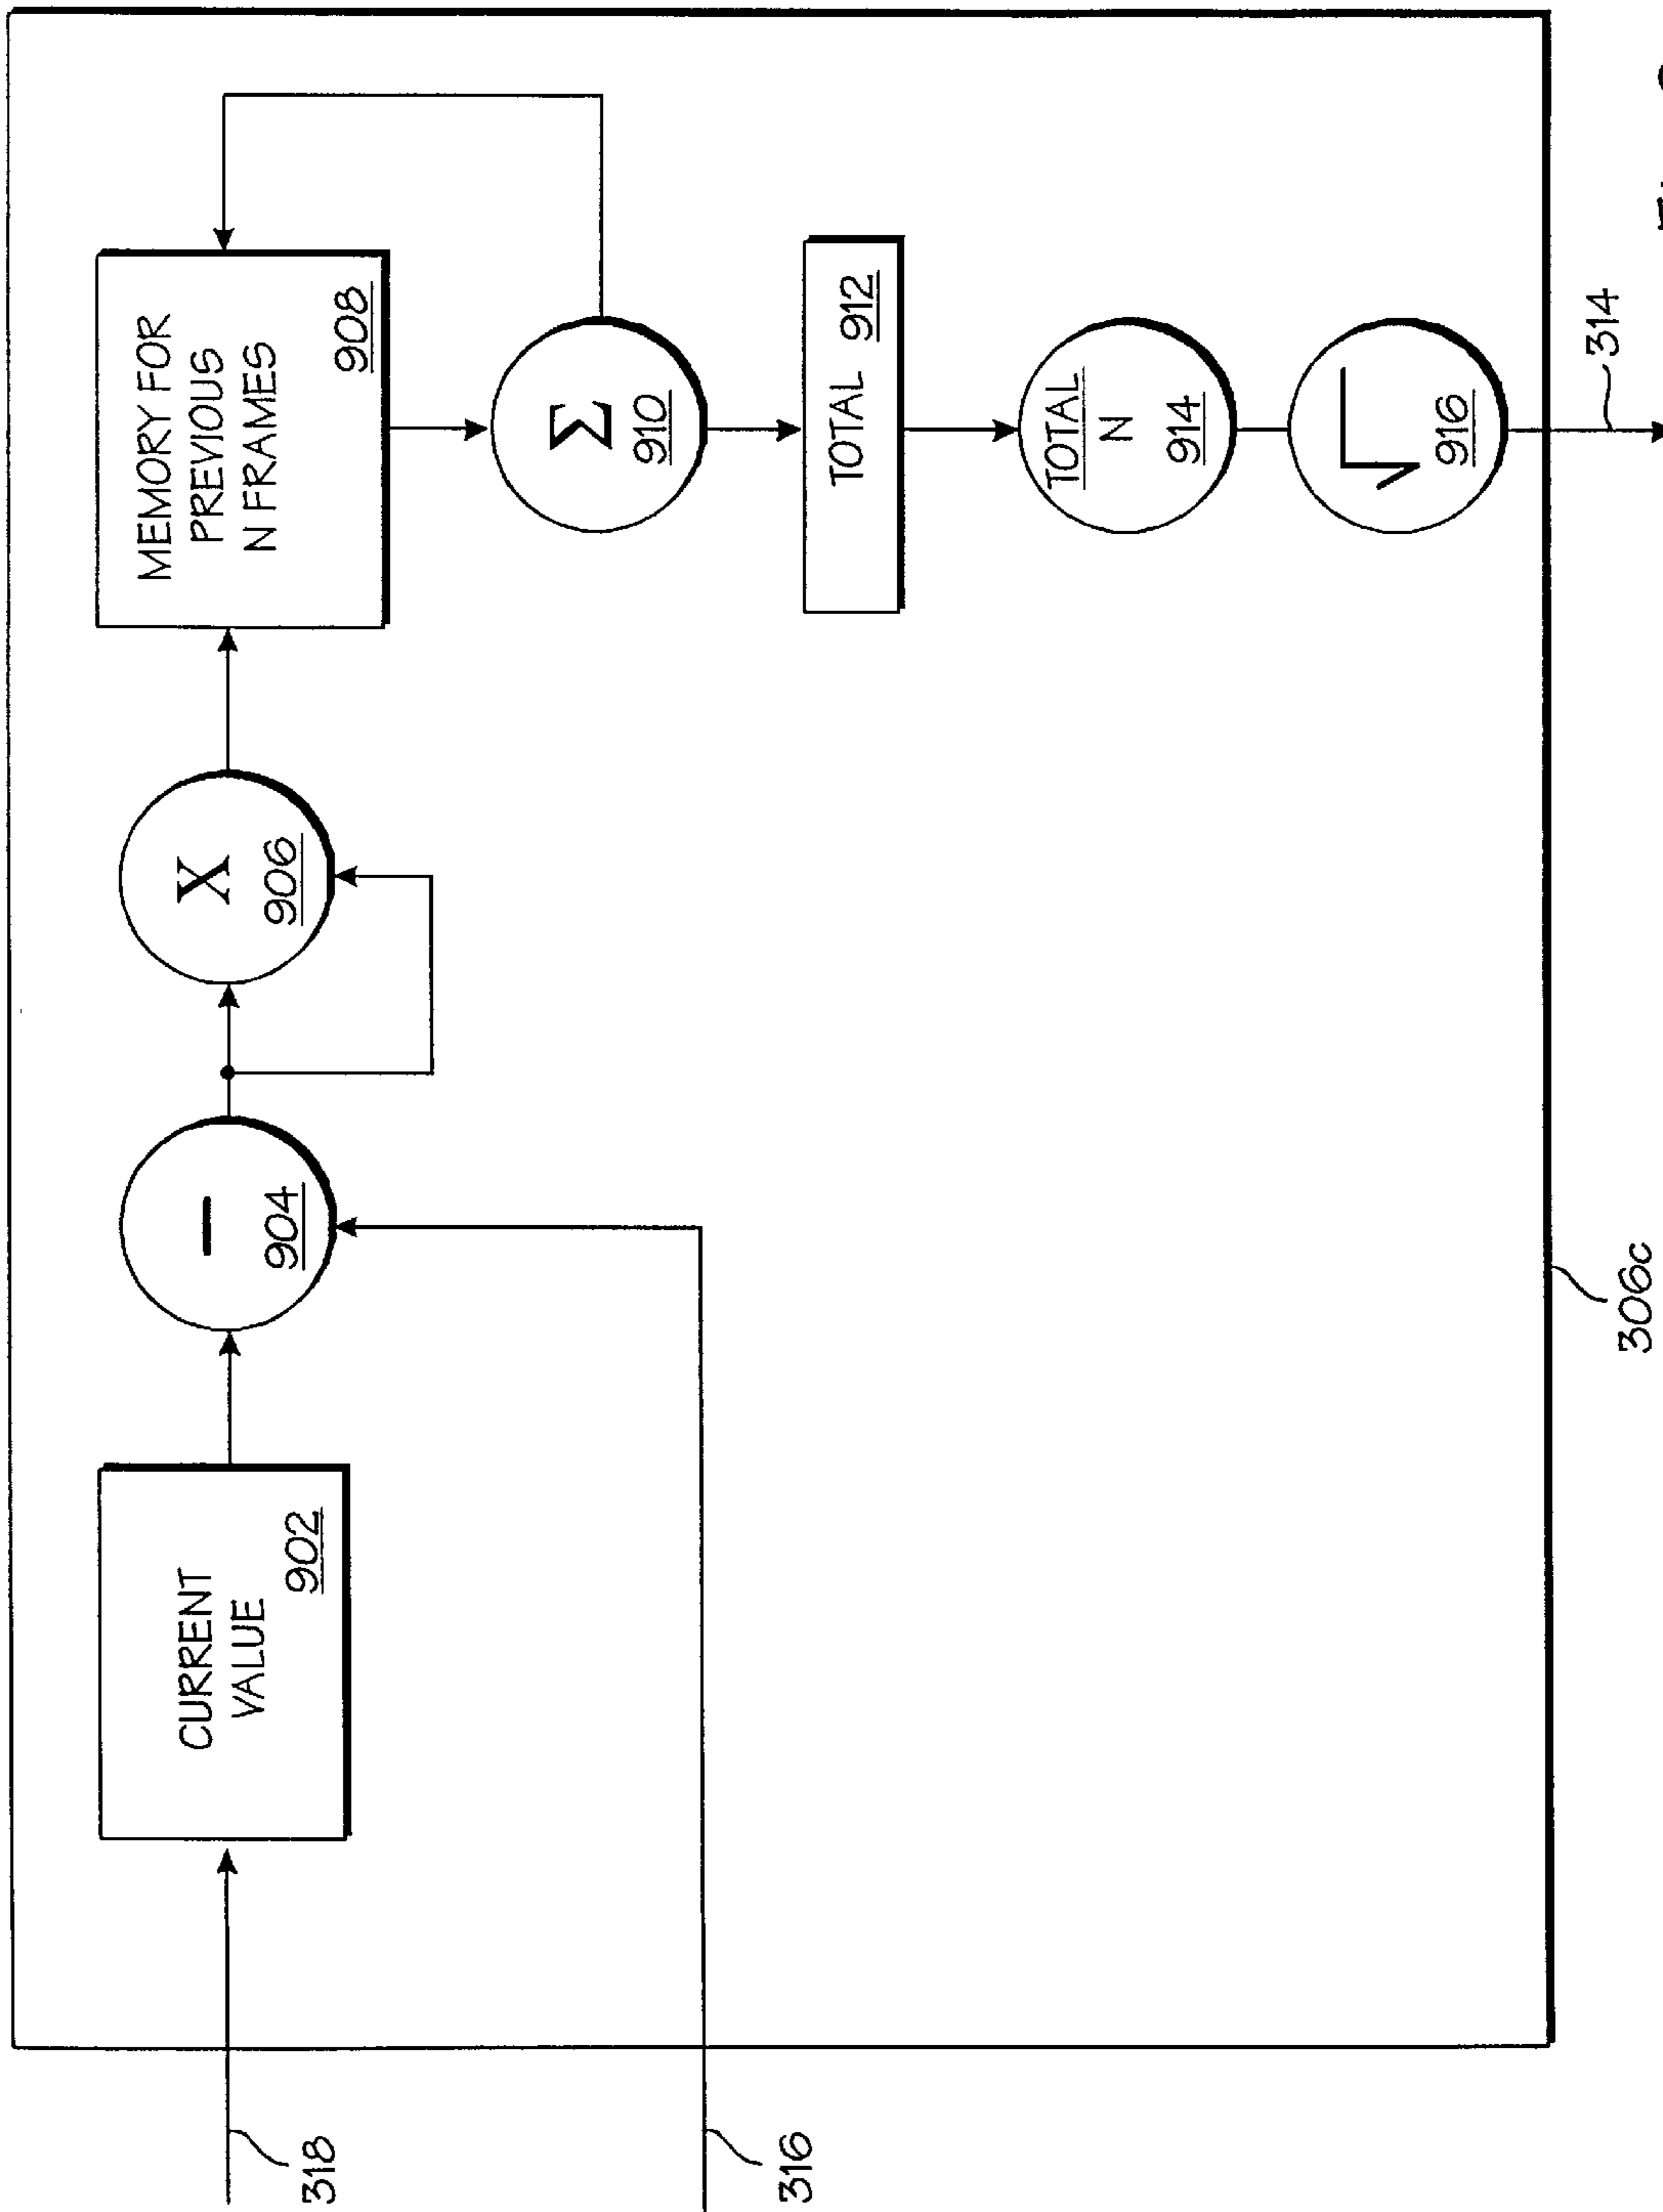 318
316
CURRENT
VALUE
902
–
904
X
906
MEMORY FOR
PREVIOUS
N FRAMES
908
Σ
910
TOTAL 912
TOTAL
N
914
√
916
314
306c